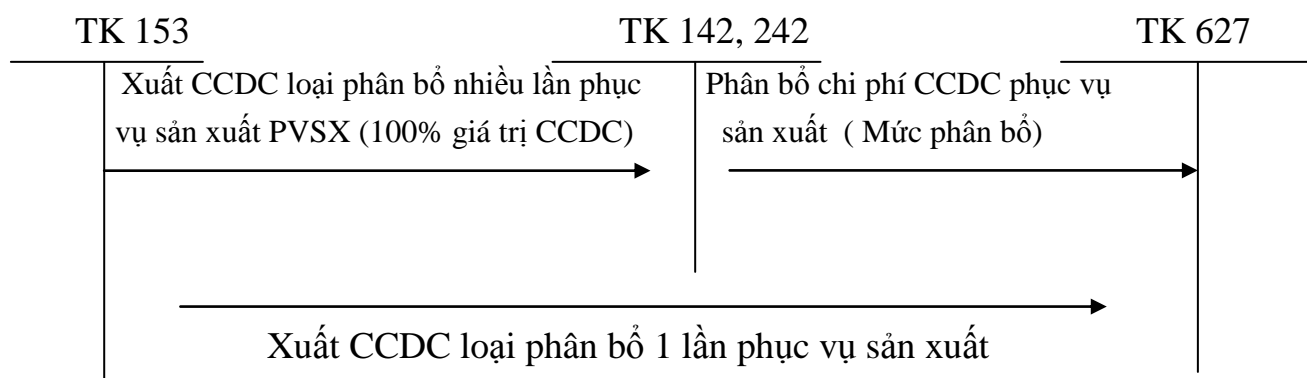 TK 153
TK 142, 242
TK 627
Xuất CCDC loại phân bổ nhiều lần phục
vụ sản xuất PVSX (100% giá trị CCDC)
Phân bổ chi phí CCDC phục vụ
sản xuất ( Mức phân bổ)
Xuất CCDC loại phân bổ 1 lần phục vụ sản xuất